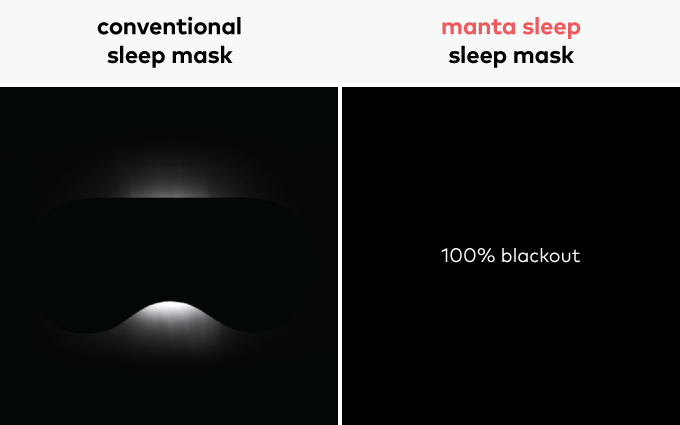 conventional
sleep mask
manta sleep
sleep mask
100% blackout